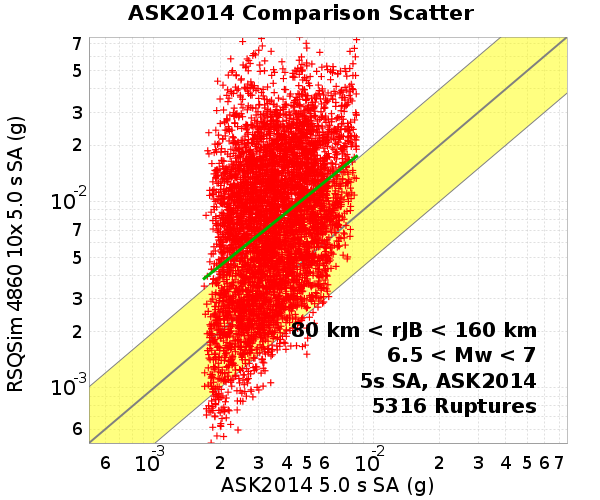 ASK2014 Comparison Scatter
RSQSim 4860 10x 5.0 s SA (g)
7
5
3
2
10-2
7
5
3
2
10-3
6
80 km < rJB < 160 km
6.5 < Mw < 7
5s SA, ASK2014
5316 Ruptures
6 10-3 2 3 4 5 6 10-2 2 3 4 5 6 7
ASK2014 5.0 s SA (g)